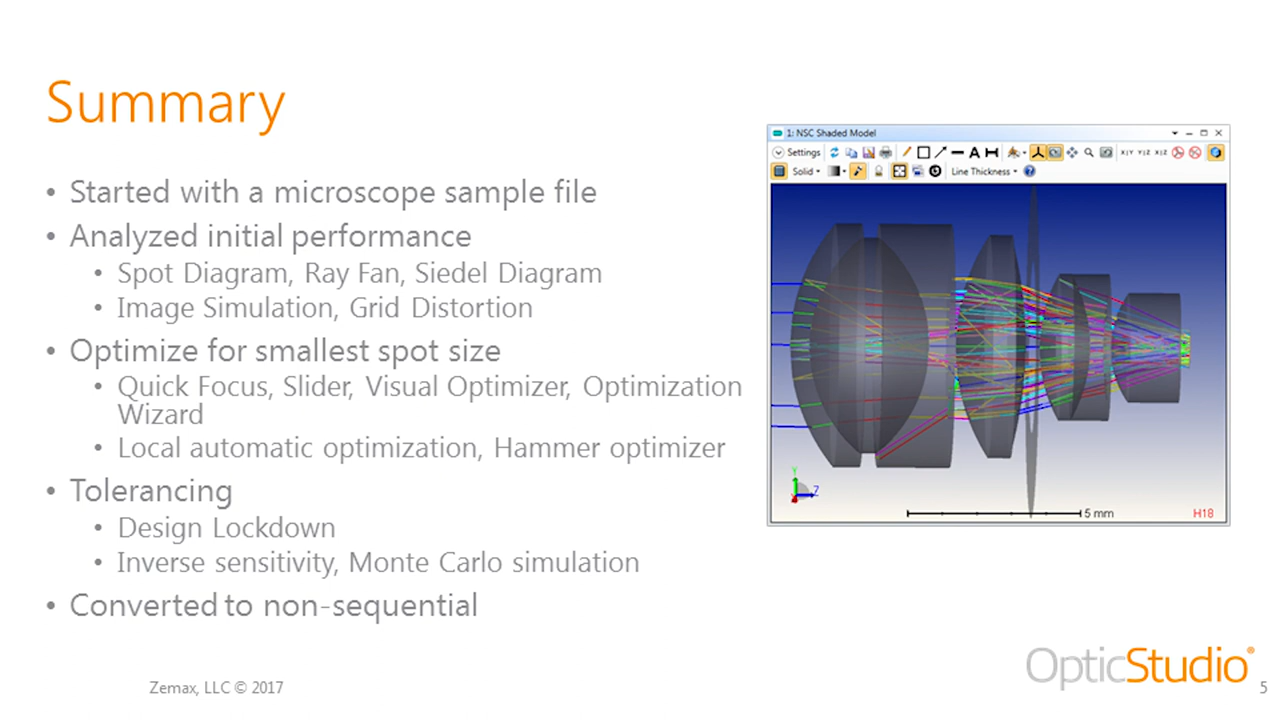 Summary
• Started with a microscope sample file
• Analyzed initial performance
• Spot Diagram, Ray Fan, Siedel Diagram
• Image Simulation, Grid Distortion
• Optimize for smallest spot size
• Quick Focus, Slider, Visual Optimizer, Optimization
Wizard
• Local automatic optimization, Hammer optimizer
• Tolerancing
• Design Lockdown
• Inverse sensitivity, Monte Carlo simulation
• Converted to non-sequential
1: NSC Shaded Model
Settings
X|Y Y|Z X|Z
Solid
Line Thickness
Y
Z
5 mm
H18
OpticStudio®
Zemax, LLC © 2017
5